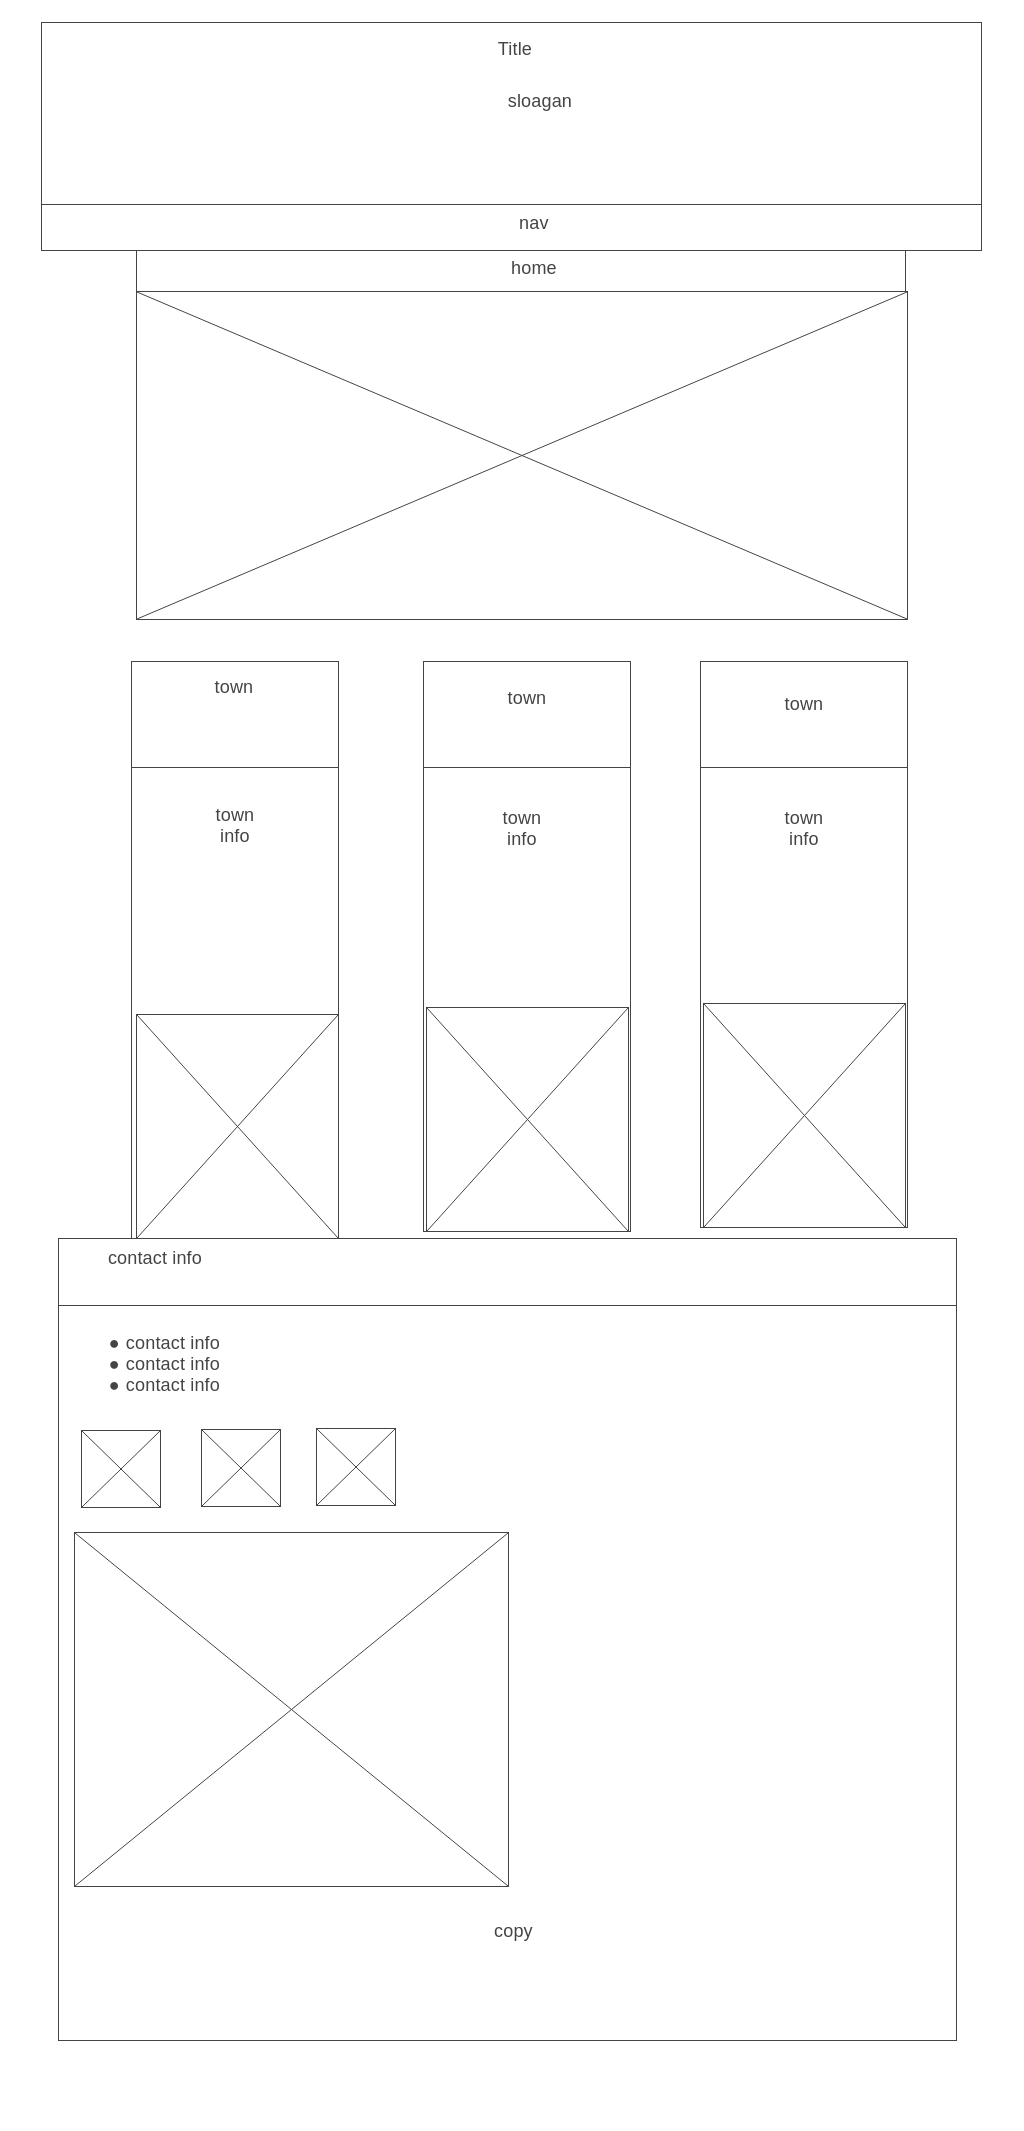 Title
sloagan
nav
home
town
town
town
town
info
town
info
town
info
contact info
● contact info
● contact info
● contact info
copy